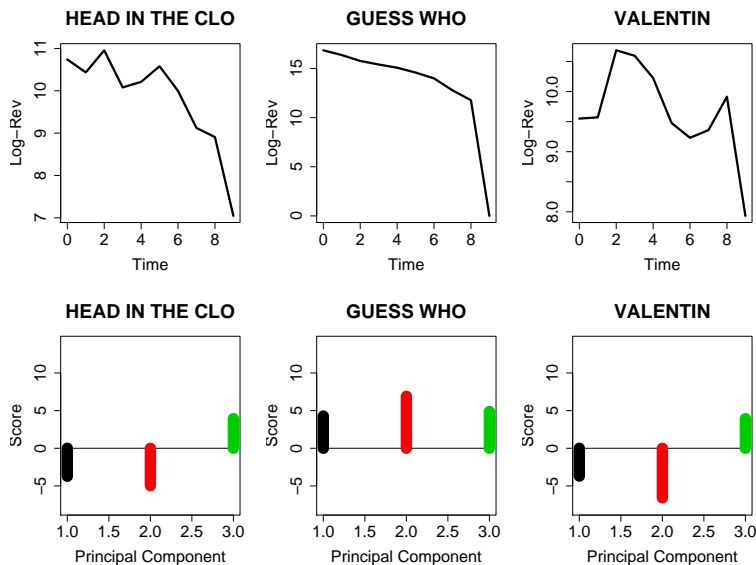 HEAD IN THE CLO
GUESS WHO
VALENTIN
Log−Rev
7 8 9 10 11
0 2 4 6 8
Time
Log−Rev
0 5 10 15
0 2 4 6 8
Time
Log−Rev
8.0 9.0 10.0
0 2 4 6 8
Time
HEAD IN THE CLO
GUESS WHO
VALENTIN
Score
−5 0 5 10
1.0 1.5 2.0 2.5 3.0
Principal Component
Score
−5 0 5 10
1.0 1.5 2.0 2.5 3.0
Principal Component
Score
−5 0 5 10
1.0 1.5 2.0 2.5 3.0
Principal Component